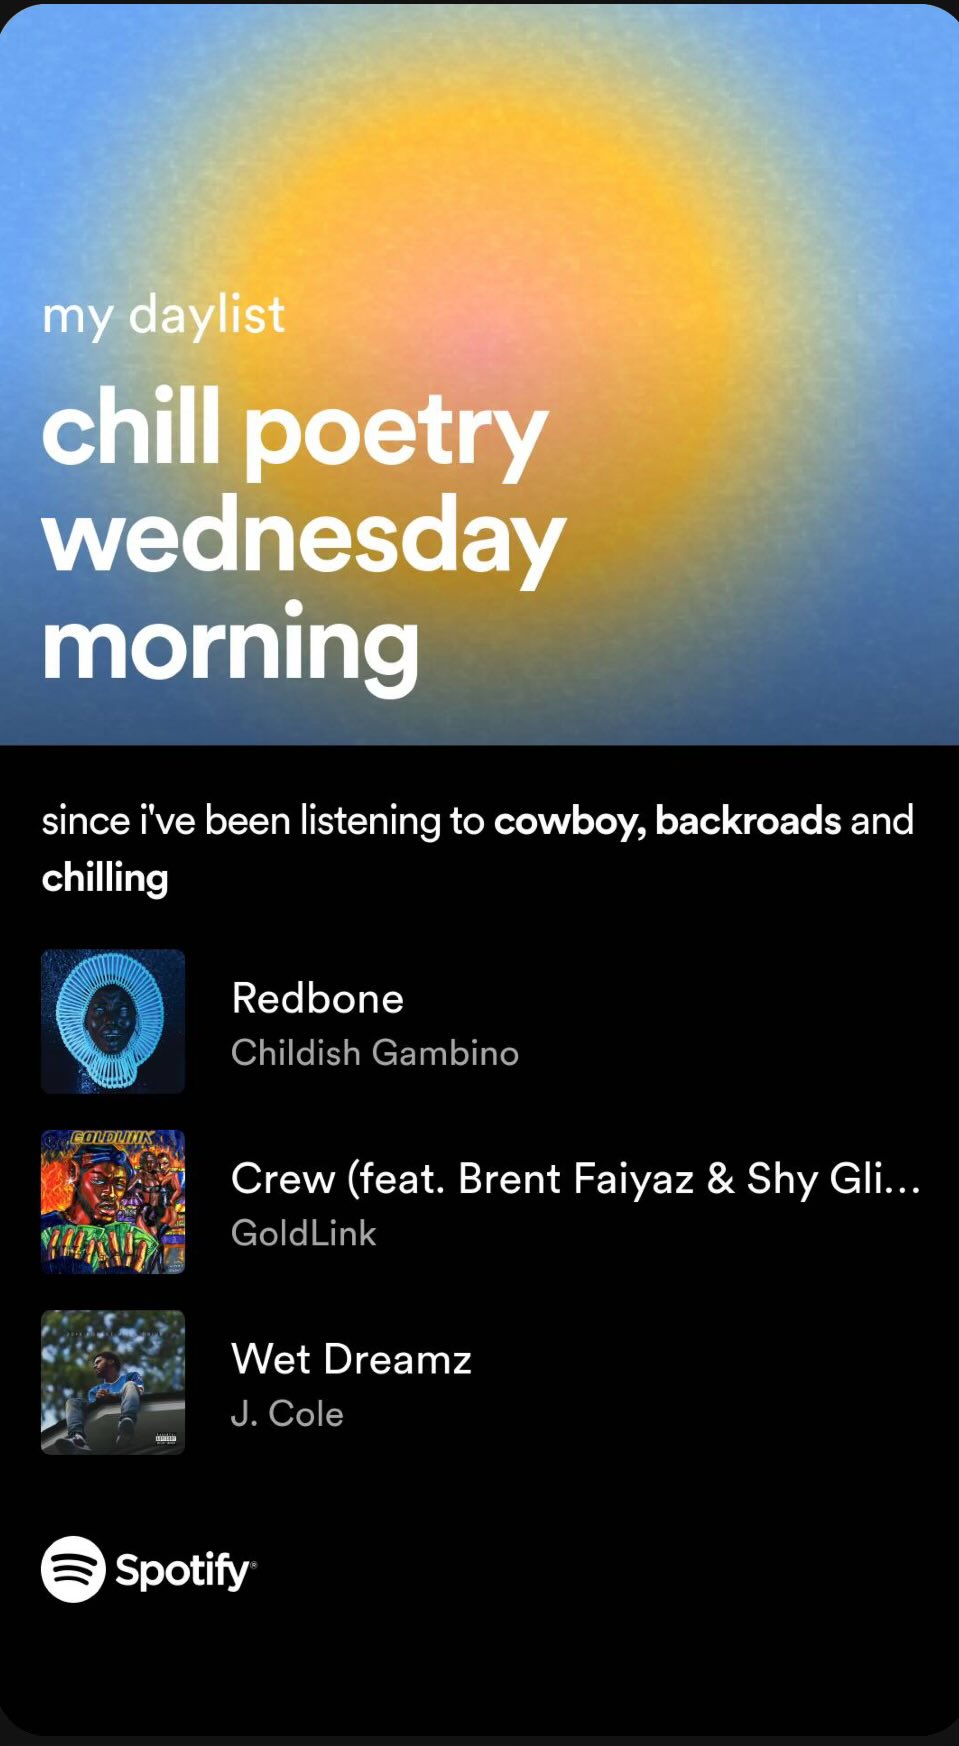 my daylist
chill poetry
wednesday
morning
since i've been listening to cowboy, backroads and
chilling
Redbone
Childish Gambino
GOLDLINK
Crew (feat. Brent Faiyaz & Shy Gli...
GoldLink
Wet Dreamz
J. Cole
Spotify®